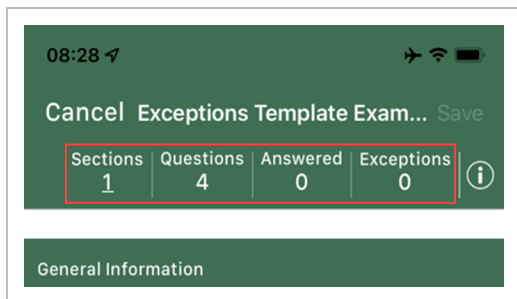 08:28
Cancel Exceptions Template Exam... Save
Sections Questions Answered Exceptions
1 4 0 0
General Information